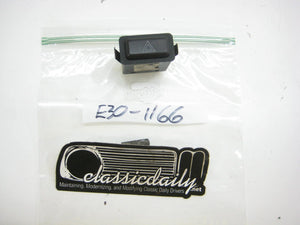 E30-1166
classicdaily.net
Maintaining, Modernizing, and Modifying Classic Daily Drivers